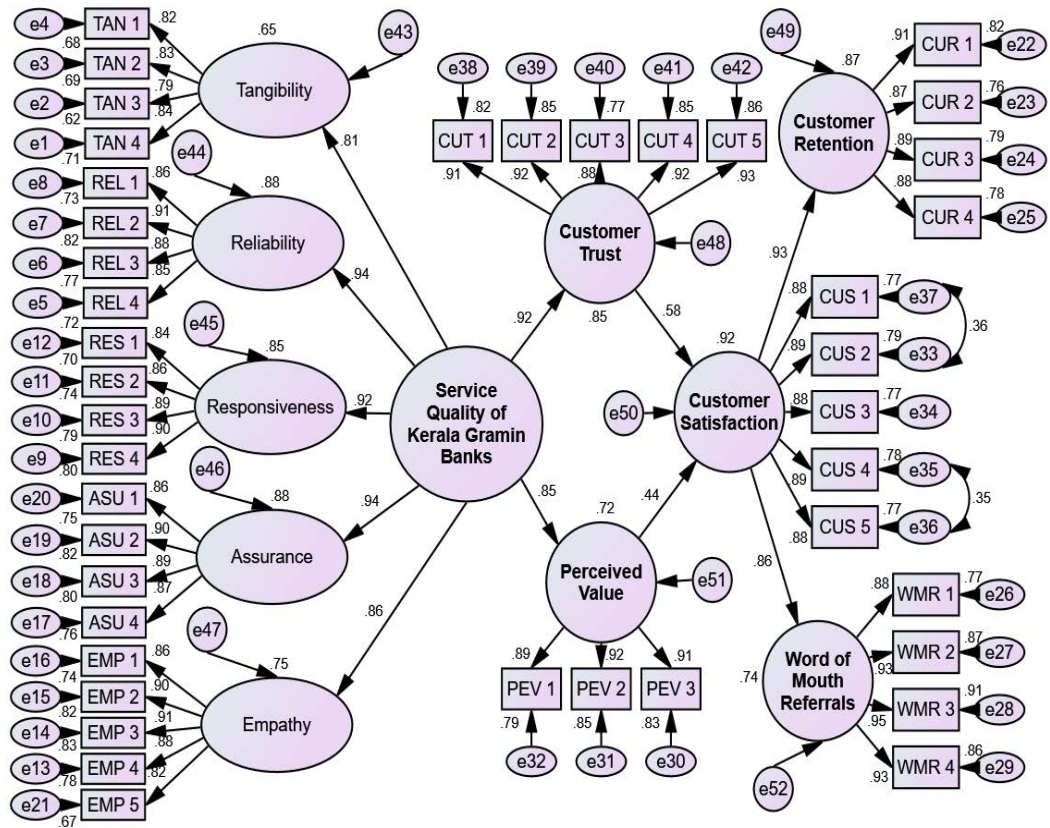 e4 TAN 1 .82
.68
e3 TAN 2 .83
.69
e2 TAN 3 .79
.62
e1 TAN 4 .84
.71
.65
Tangibility
e43
.81
e8 REL 1 .86
.73
e7 REL 2 .91
.82
e6 REL 3 .88
.77
e5 REL 4 .85
.72
e44
.88
Reliability
.94
e12 RES 1 .84
.70
e11 RES 2 .86
.74
e10 RES 3 .89
.79
e9 RES 4 .90
.80
e45
.85
Responsiveness
.92
e20 ASU 1 .86
.75
e19 ASU 2 .90
.82
e18 ASU 3 .89
.80
e17 ASU 4 .87
.76
e46
.88
Assurance
.94
e16 EMP 1 .86
.74
e15 EMP 2 .90
.82
e14 EMP 3 .91
.83
e13 EMP 4 .88
.78
e21 EMP 5 .82
.67
e47
.75
Empathy
.86
Service
Quality of
Kerala Gramin
Banks
.92
.85
e38 e39 e40 e41 e42
.82 .85 .77 .85 .86
CUT 1 CUT 2 CUT 3 CUT 4 CUT 5
.91 .92 .88 .92 .93
Customer
Trust
e48
.85
.58
.72
Perceived
Value
e51
.44
.89 .92 .91
PEV 1 PEV 2 PEV 3
.79 .85 .83
e32 e31 e30
e50
.92
Customer
Satisfaction
.93
.86
e49
.87
Customer
Retention
.91 CUR 1 .82 e22
.87 CUR 2 .76 e23
.89 CUR 3 .79 e24
.88 CUR 4 .78 e25
.88 CUS 1 .77 e37
.36
.89 CUS 2 .79 e33
.88 CUS 3 .77 e34
.89 CUS 4 .78 e35
.35
.88 CUS 5 .77 e36
.74
Word of
Mouth
Referrals
e52
.88 WMR 1 .77 e26
.93 WMR 2 .87 e27
.95 WMR 3 .91 e28
.93 WMR 4 .86 e29